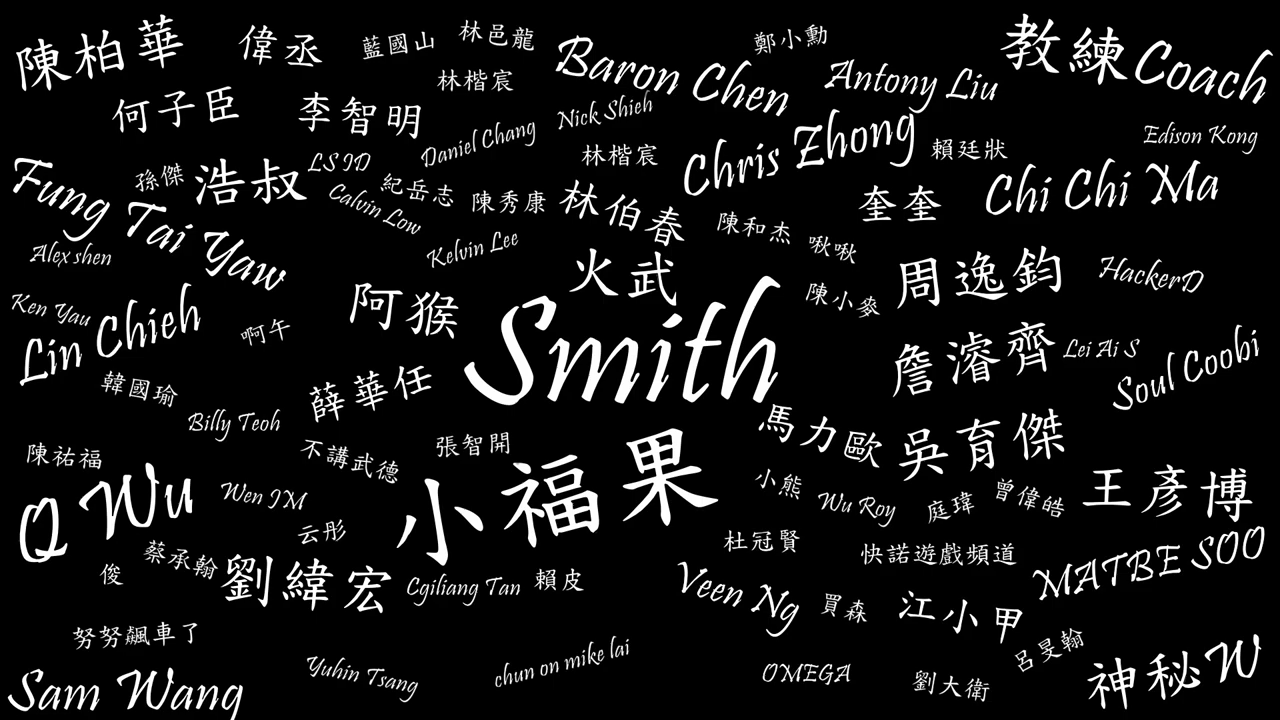 陳柏華
偉丞
藍國山
林邑龍
鄭小勳
教練Coach
林楷宸
Baron Chen
Antony Liu
何子臣
李智明
Nick Shieh
Daniel Chang
Chris Zhong
Edison Kong
賴廷狀
孫傑
浩叔
LS ID
林楷宸
Fung Tai Yaw
Calvin Low
紀岳志
陳秀康
林伯春
奎奎
Chi Chi Ma
陳和杰
啾啾
Alex shen
Kelvin Lee
火武
周逸鈞
HackerD
Ken Yau
Lin Chieh
啊午
阿猴
Smith
陳小麥
詹濬齊
Lei Ai S
Soul Coobi
韓國瑜
薛華任
Billy Teoh
馬力歐
吳育傑
陳祐福
不講武德
張智開
小福果
Q Wu
Wen JM
小熊
Wu Roy
庭瑋
曾偉皓
王彥博
云彤
杜冠賢
快諾遊戲頻道
MATBE SOO
俊
蔡承翰
劉緯宏
Cgiliang Tan
賴皮
Veen Ng
買森
江小甲
努努飆車了
呂旻翰
Sam Wang
Yuhin Tsang
chun on mike lai
OMEGA
劉大衛
神秘W